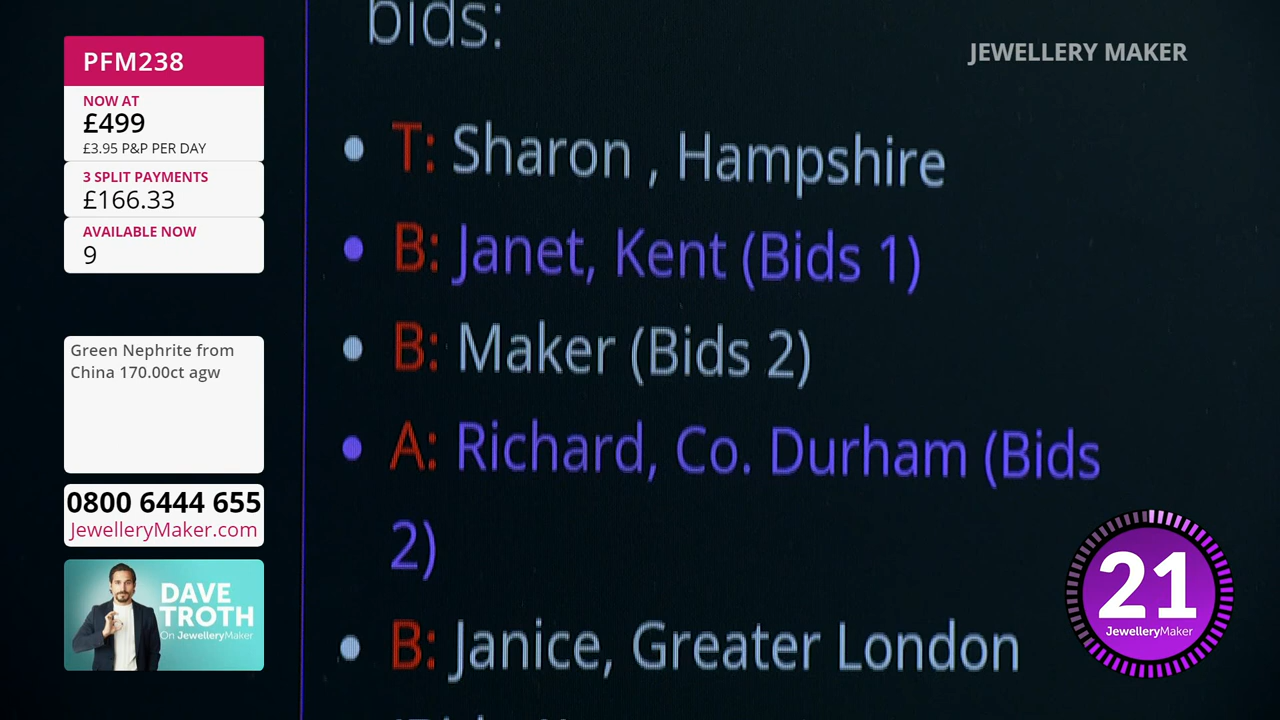 PFM238
NOW AT
£499
£3.95 P&P PER DAY
3 SPLIT PAYMENTS
£166.33
AVAILABLE NOW
9
Green Nephrite from
China 170.00ct agw
0800 6444 655
JewelleryMaker.com
DAVE
TROTH
On JewelleryMaker
JEWELLERY MAKER
bids:
• T: Sharon , Hampshire
• B: Janet, Kent (Bids 1)
• B: Maker (Bids 2)
• A: Richard, Co. Durham (Bids
2)
• B: Janice, Greater London
21
JewelleryMaker